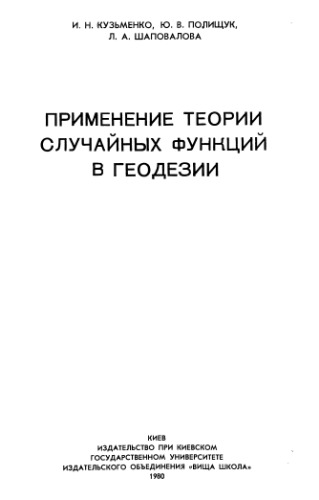 И. Н. КУЗЬМЕНКО, Ю. В. ПОЛИЩУК,
Л. А. ШАПОВАЛОВА
ПРИМЕНЕНИЕ ТЕОРИИ
СЛУЧАЙНЫХ ФУНКЦИЙ
В ГЕОДЕЗИИ
КИЕВ
ИЗДАТЕЛЬСТВО ПРИ КИЕВСКОМ
ГОСУДАРСТВЕННОМ УНИВЕРСИТЕТЕ
ИЗДАТЕЛЬСКОГО ОБЪЕДИНЕНИЯ «ВИЩА ШКОЛА»
1980